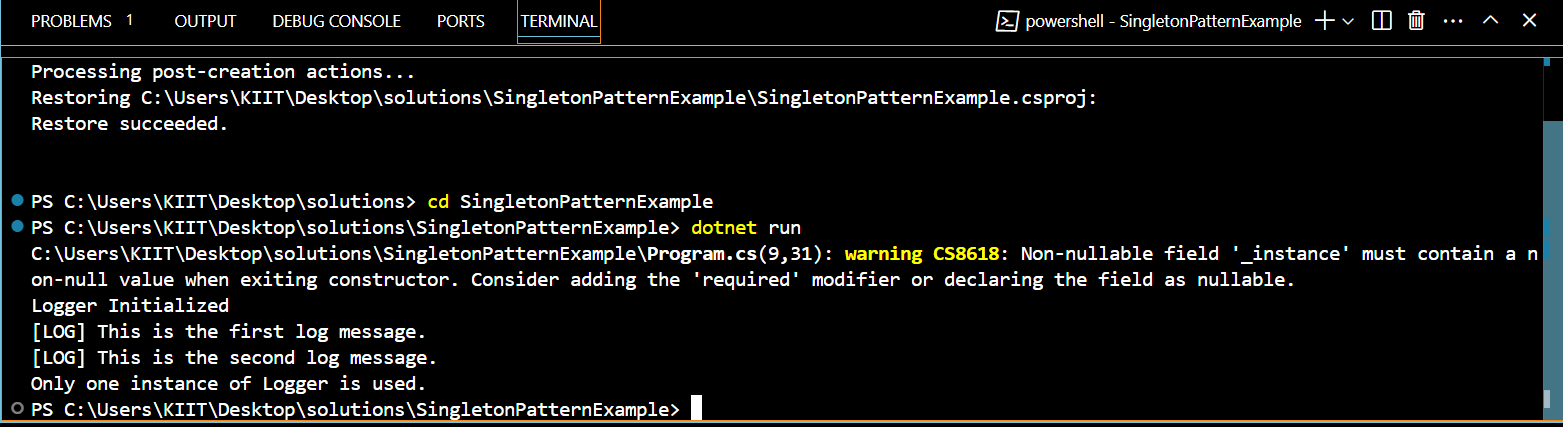 PROBLEMS 1 OUTPUT DEBUG CONSOLE PORTS TERMINAL powershell - SingletonPatternExample
Processing post-creation actions...
Restoring C:\Users\KIIT\Desktop\solutions\SingletonPatternExample\SingletonPatternExample.csproj:
Restore succeeded.
PS C:\Users\KIIT\Desktop\solutions> cd SingletonPatternExample
PS C:\Users\KIIT\Desktop\solutions\SingletonPatternExample> dotnet run
C:\Users\KIIT\Desktop\solutions\SingletonPatternExample\Program.cs(9,31): warning CS8618: Non-nullable field '_instance' must contain a n
on-null value when exiting constructor. Consider adding the 'required' modifier or declaring the field as nullable.
Logger Initialized
[LOG] This is the first log message.
[LOG] This is the second log message.
Only one instance of Logger is used.
PS C:\Users\KIIT\Desktop\solutions\SingletonPatternExample>